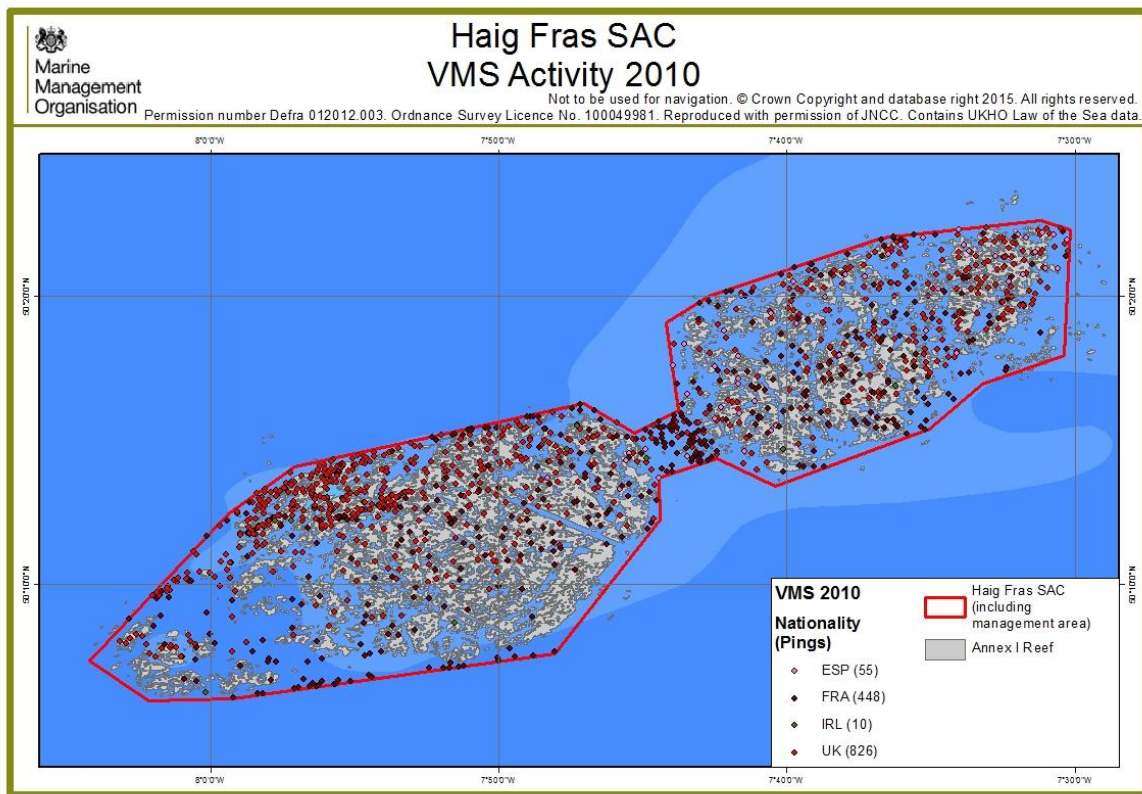 Marine
Management
Organisation
Haig Fras SAC
VMS Activity 2010
Not to be used for navigation. © Crown Copyright and database right 2015. All rights reserved.
Permission number Defra 012012.003. Ordnance Survey Licence No. 100049981. Reproduced with permission of JNCC. Contains UKHO Law of the Sea data.
8°0'0"W 7°50'0"W 7°40'0"W 7°30'0"W
50°20'0"N 50°20'0"N
50°10'0"N 50°10'0"N
VMS 2010
Nationality
(Pings)
ESP (55)
FRA (448)
IRL (10)
UK (826)
Haig Fras SAC
(including
management area)
Annex I Reef
8°0'0"W 7°50'0"W 7°40'0"W 7°30'0"W